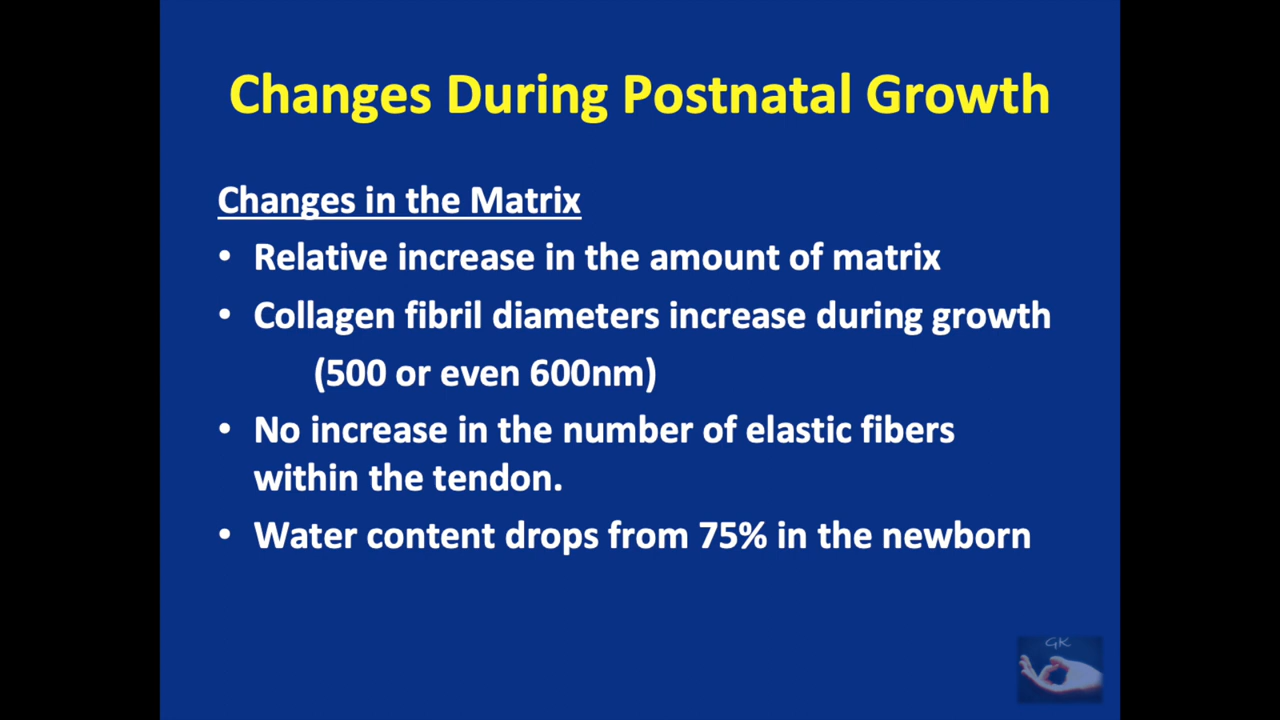 Changes During Postnatal Growth
Changes in the Matrix
• Relative increase in the amount of matrix
• Collagen fibril diameters increase during growth
(500 or even 600nm)
• No increase in the number of elastic fibers
within the tendon.
• Water content drops from 75% in the newborn
GK